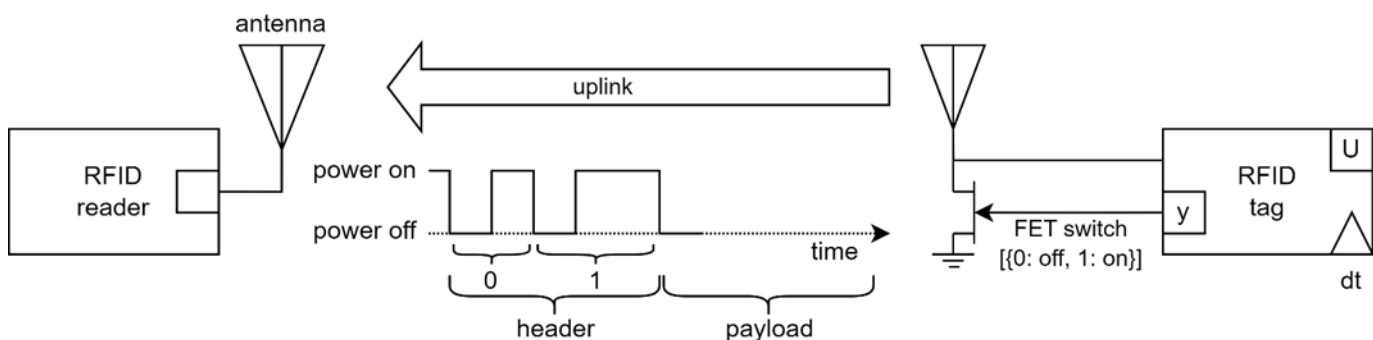 antenna
uplink
RFID
reader
power on
power off
time
0
1
header
payload
FET switch
[{0: off, 1: on}]
y
RFID
tag
U
dt